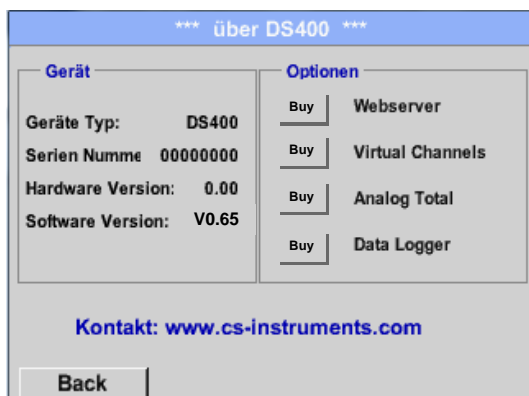 *** über DS400 ***
Gerät
Geräte Typ: DS400
Serien Numme 00000000
Hardware Version: 0.00
Software Version: V0.65
Optionen
Buy Webserver
Buy Virtual Channels
Buy Analog Total
Buy Data Logger
Kontakt: www.cs-instruments.com
Back